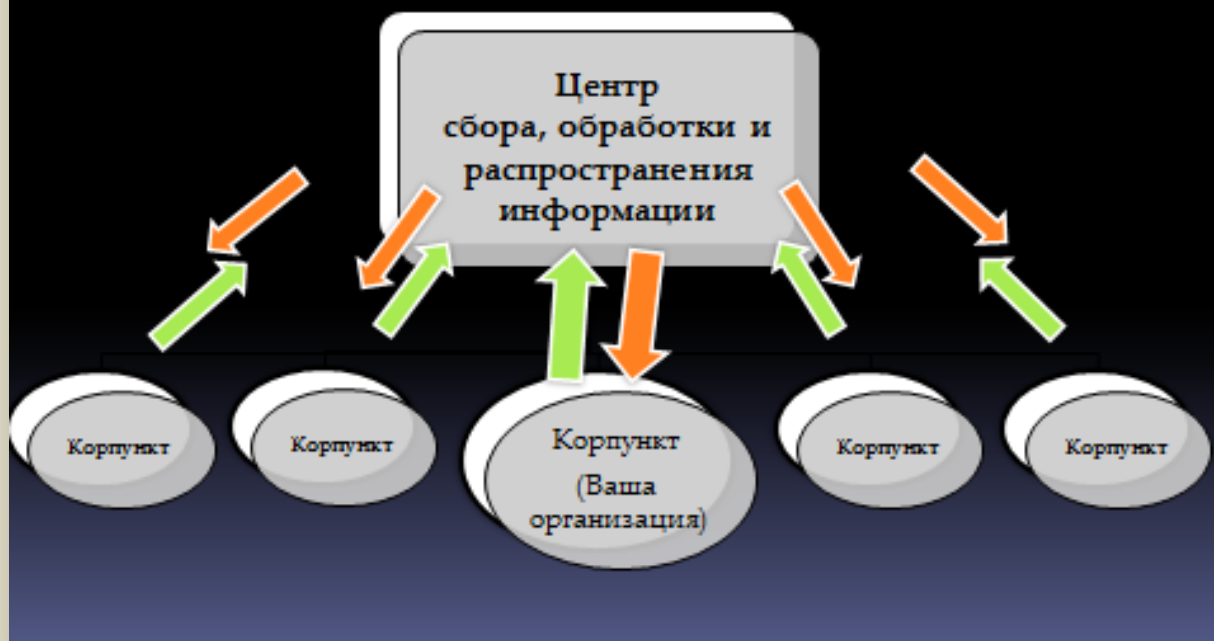 Центр
сбора, обработки и
распространения
информации
Корпункт
Корпункт
Корпункт
(Ваша
организация)
Корпункт
Корпункт